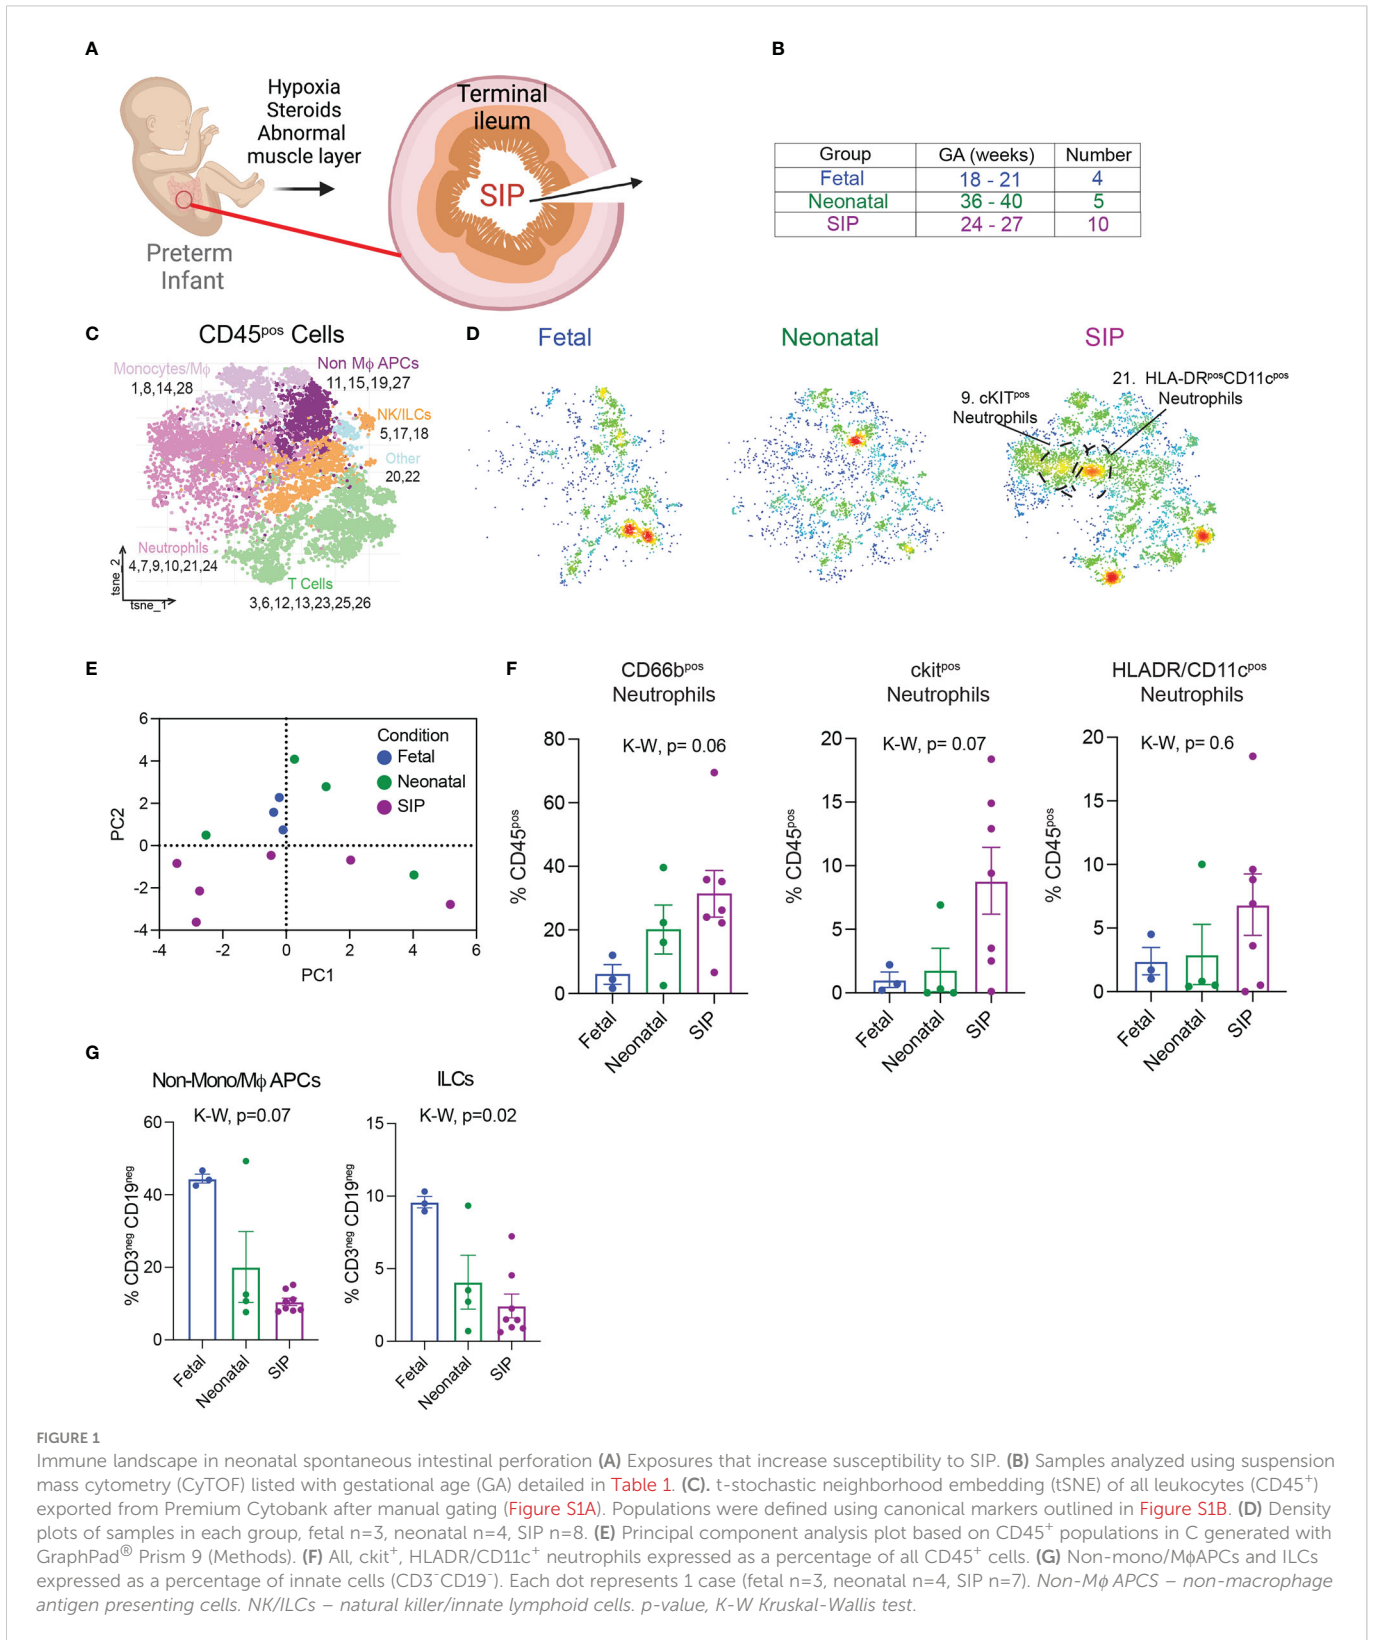 A
Hypoxia
Steroids
Abnormal
muscle layer
Preterm
Infant
Terminal
ileum
SIP
B
Group GA (weeks) Number
Fetal 18 - 21 4
Neonatal 36 - 40 5
SIP 24 - 27 10
C
CD45pos Cells
Monocytes/Mϕ
1,8,14,28
Non Mϕ APCs
11,15,19,27
NK/ILCs
5,17,18
Other
20,22
Neutrophils
4,7,9,10,21,24
T Cells
3,6,12,13,23,25,26
tsne_2
tsne_1
D
Fetal
Neonatal
SIP
9. cKITpos
Neutrophils
21. HLA-DRposCD11cpos
Neutrophils
E
PC2
6
4
2
0
-2
-4
-4 -2 0 2 4 6
PC1
Condition
Fetal
Neonatal
SIP
F
CD66bpos
Neutrophils
K-W, p= 0.06
% CD45pos
80
60
40
20
0
Fetal
Neonatal
SIP
ckitpos
Neutrophils
K-W, p= 0.07
% CD45pos
20
15
10
5
0
Fetal
Neonatal
SIP
HLADR/CD11cpos
Neutrophils
K-W, p= 0.6
% CD45pos
20
15
10
5
0
Fetal
Neonatal
SIP
G
Non-Mono/Mϕ APCs
K-W, p=0.07
% CD3neg CD19neg
60
40
20
0
Fetal
Neonatal
SIP
ILCs
K-W, p=0.02
% CD3neg CD19neg
15
10
5
0
Fetal
Neonatal
SIP
FIGURE 1
Immune landscape in neonatal spontaneous intestinal perforation (A) Exposures that increase susceptibility to SIP. (B) Samples analyzed using suspension
mass cytometry (CyTOF) listed with gestational age (GA) detailed in Table 1. (C). t-stochastic neighborhood embedding (tSNE) of all leukocytes (CD45+)
exported from Premium Cytobank after manual gating (Figure S1A). Populations were defined using canonical markers outlined in Figure S1B. (D) Density
plots of samples in each group, fetal n=3, neonatal n=4, SIP n=8. (E) Principal component analysis plot based on CD45+ populations in C generated with
GraphPad® Prism 9 (Methods). (F) All, ckit+, HLADR/CD11c+ neutrophils expressed as a percentage of all CD45+ cells. (G) Non-mono/MϕAPCs and ILCs
expressed as a percentage of innate cells (CD3-CD19-). Each dot represents 1 case (fetal n=3, neonatal n=4, SIP n=7). Non-Mϕ APCS – non-macrophage
antigen presenting cells. NK/ILCs – natural killer/innate lymphoid cells. p-value, K-W Kruskal-Wallis test.